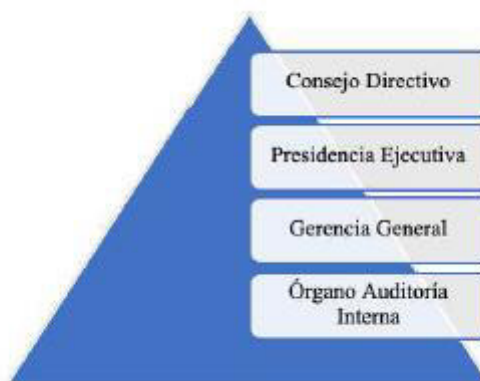 Consejo Directivo
Presidencia Ejecutiva
Gerencia General
Órgano Auditoría
Interna